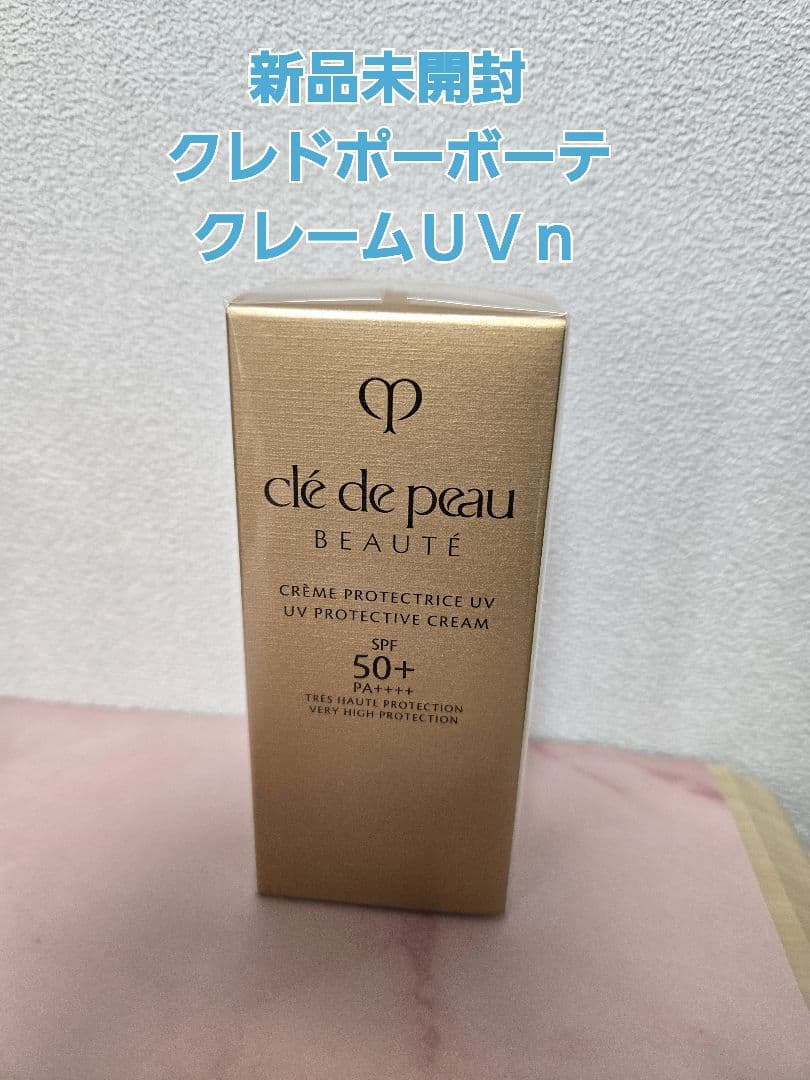 新品未開封
クレドポーボーテ
クレームＵＶｎ
clé de peau
BEAUTÉ
CRÈME PROTECTRICE UV
UV PROTECTIVE CREAM
SPF
50+
PA++++
TRÈS HAUTE PROTECTION
VERY HIGH PROTECTION